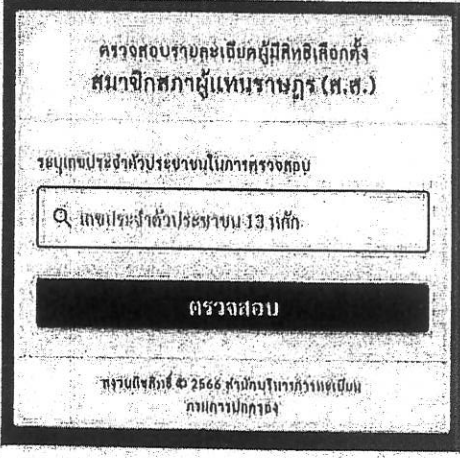 ตรวจสอบรายละเอียดผู้มีสิทธิเลือกตั้ง
สมาชิกสภาผู้แทนราษฎร (ส.ส.)
ระบุเลขประจำตัวประชาชนในการตรวจสอบ
เลขประจำตัวประชาชน 13 หลัก
ตรวจสอบ
สงวนลิขสิทธิ์ © 2566 สำนักบริหารการทะเบียน
กรมการปกครอง